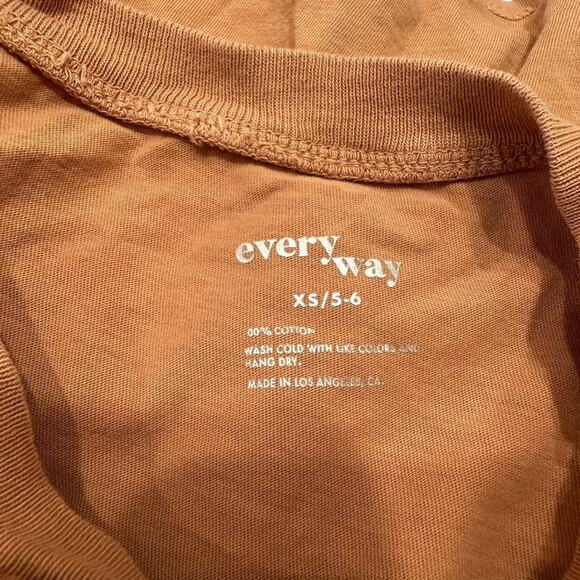 every
way
XS/5-6
00% COTTON
WASH COLD WITH LIKE COLORS AND
HANG DRY.
MADE IN LOS ANGELES, CA.